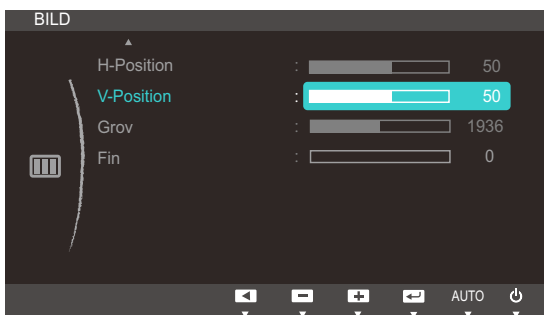 BILD
H-Position : 50
V-Position : 50
Grov : 1936
Fin : 0
AUTO